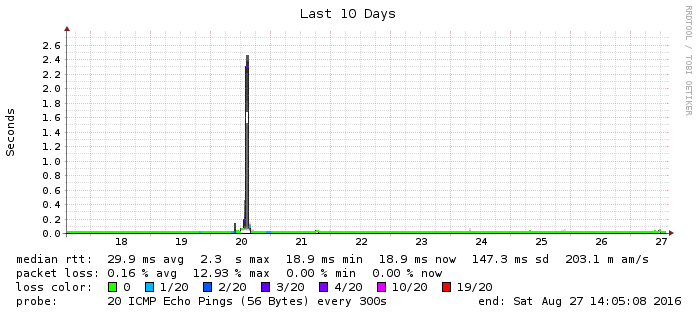 Last 10 Days
RRDTOOL / TOBI OETIKER
Seconds
2.6
2.4
2.2
2.0
1.8
1.6
1.4
1.2
1.0
0.8
0.6
0.4
0.2
0.0
18 19 20 21 22 23 24 25 26 27
median rtt: 29.9 ms avg 2.3 s max 18.9 ms min 18.9 ms now 147.3 ms sd 203.1 m am/s
packet loss: 0.16 % avg 12.93 % max 0.00 % min 0.00 % now
loss color: 0 1/20 2/20 3/20 4/20 10/20 19/20
probe: 20 ICMP Echo Pings (56 Bytes) every 300s end: Sat Aug 27 14:05:08 2016